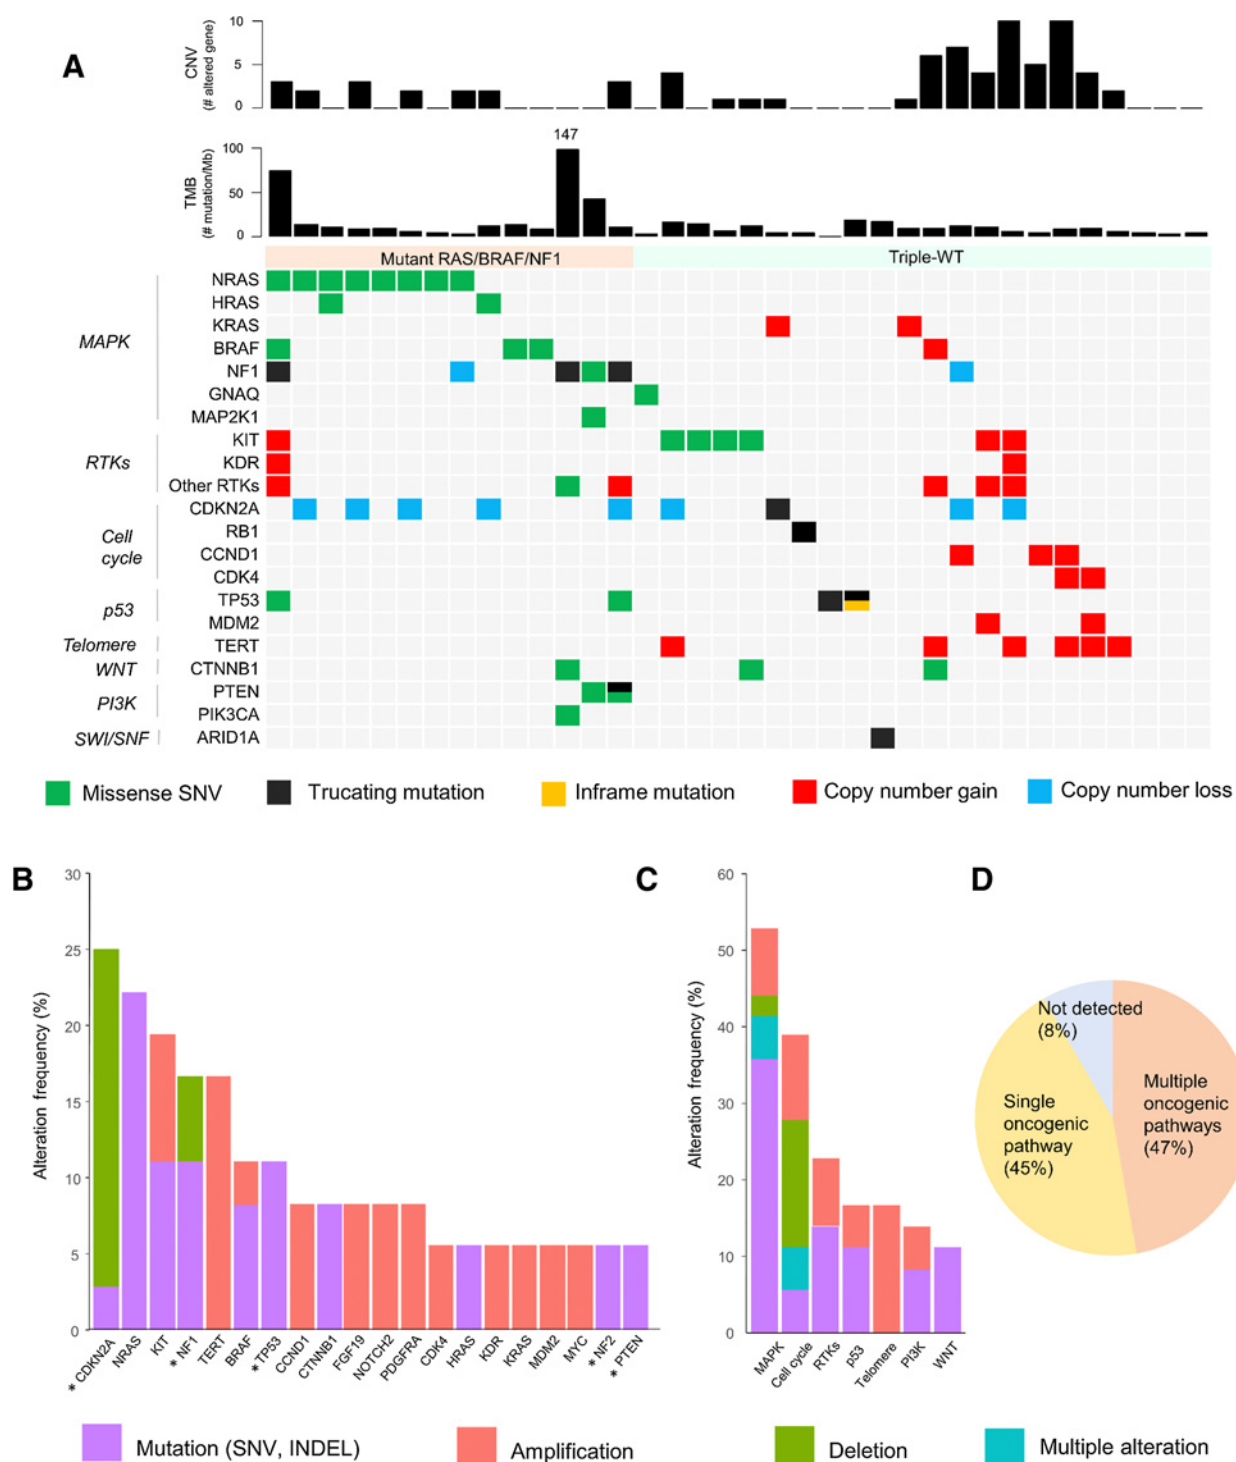 A
CNV
(# altered gene)
10
5
0
TMB
(# mutation/Mb)
100
50
0
147
Mutant RAS/BRAF/NF1
Triple-WT
MAPK
NRAS
HRAS
KRAS
BRAF
NF1
GNAQ
MAP2K1
RTKs
KIT
KDR
Other RTKs
Cell
cycle
CDKN2A
RB1
CCND1
CDK4
p53
TP53
MDM2
Telomere
TERT
WNT
CTNNB1
PI3K
PTEN
PIK3CA
SWI/SNF
ARID1A
Missense SNV
Trucating mutation
Inframe mutation
Copy number gain
Copy number loss
B
Alteration frequency (%)
30
25
20
15
10
5
0
* CDKN2A
NRAS
KIT
* NF1
TERT
BRAF
* TP53
CCND1
CTNNB1
FGF19
NOTCH2
PDGFRA
CDK4
HRAS
KDR
KRAS
MDM2
MYC
* NF2
* PTEN
C
Alteration frequency (%)
60
50
40
30
20
10
0
MAPK
Cell cycle
RTKs
p53
Telomere
PI3K
WNT
D
Not detected
(8%)
Single
oncogenic
pathway
(45%)
Multiple
oncogenic
pathways
(47%)
Mutation (SNV, INDEL)
Amplification
Deletion
Multiple alteration